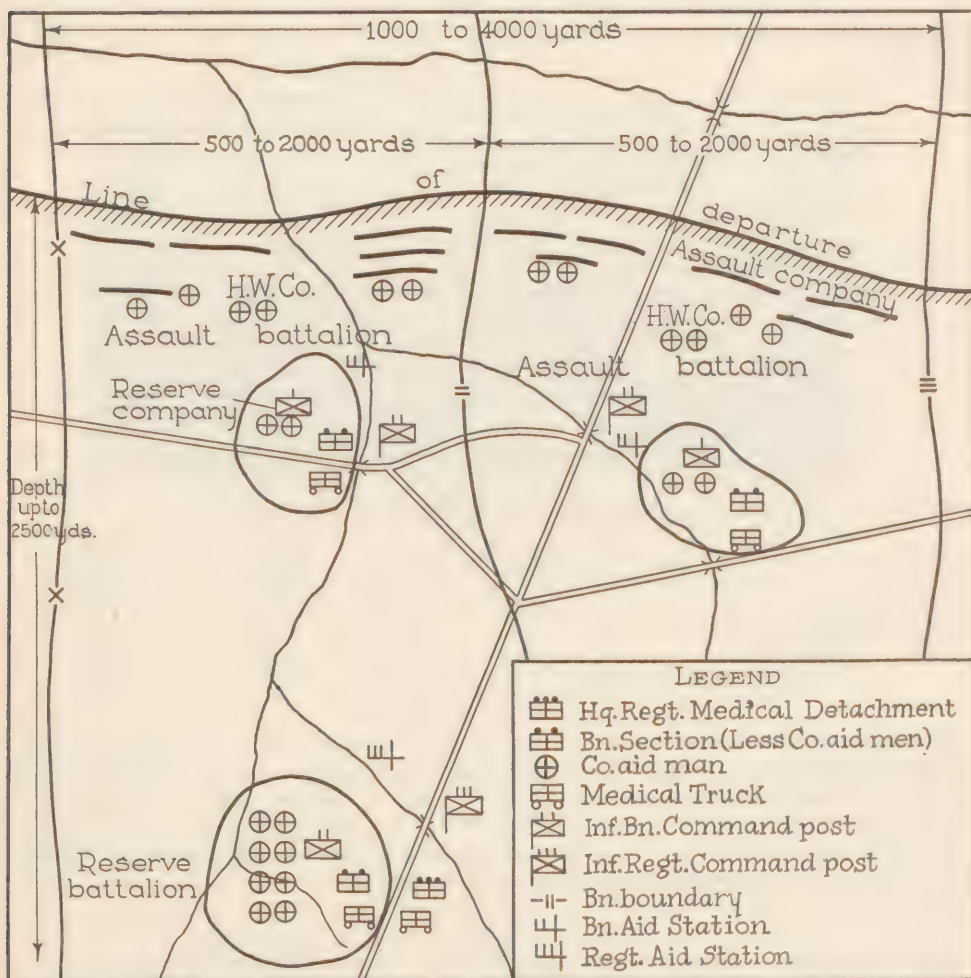 1000 to 4000 yards
500 to 2000 yards
500 to 2000 yards
Line of departure
Assault company
H.W.Co.
Assault battalion
H.W.Co.
Assault battalion
Reserve
company
Depth
upto
2500yds.
Reserve
battalion
LEGEND
Hq.Regt.Medical Detachment
Bn.Section(Less Co.aid men)
Co.aid man
Medical Truck
Inf.Bn.Command post
Inf.Regt.Command post
Bn.boundary
Bn.Aid Station
Regt.Aid Station